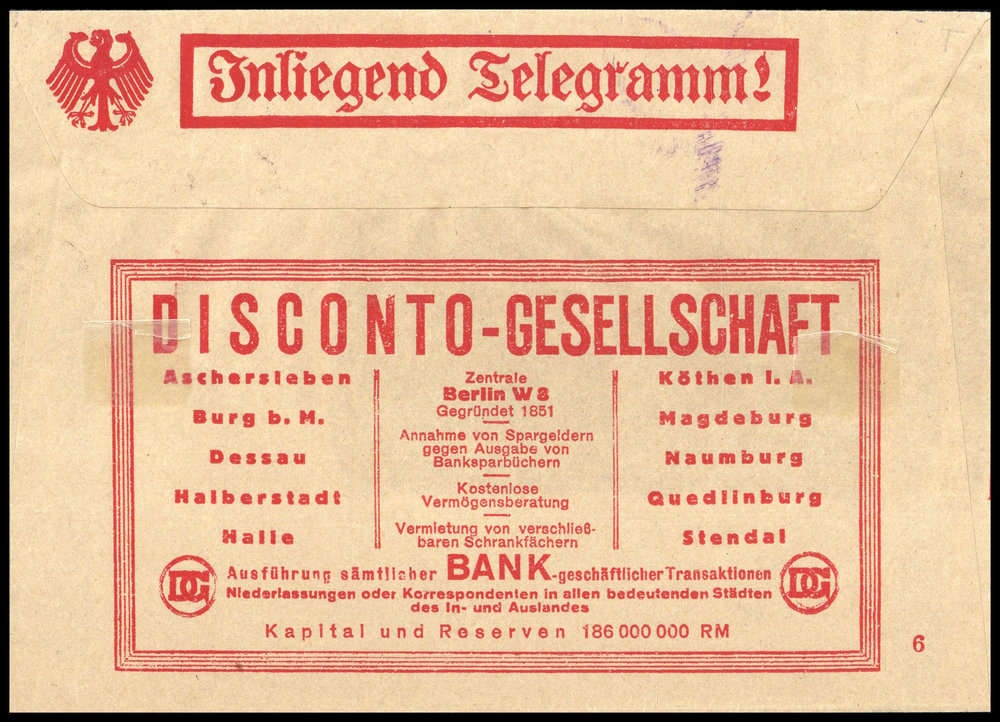 Inliegend Telegramm!
DISCONTO-GESELLSCHAFT
Aschersleben
Burg b. M.
Dessau
Halberstadt
Halle
Zentrale
Berlin W 8
Gegründet 1851
Annahme von Spargeldern
gegen Ausgabe von
Banksparbüchern
Kostenlose
Vermögensberatung
Vermietung von verschließ-
baren Schrankfächern
Köthen i. A.
Magdeburg
Naumburg
Quedlinburg
Stendal
DG
Ausführung sämtlicher BANK-geschäftlicher Transaktionen
DG
Niederlassungen oder Korrespondenten in allen bedeutenden Städten
des In- und Auslandes
Kapital und Reserven 186 000 000 RM
6